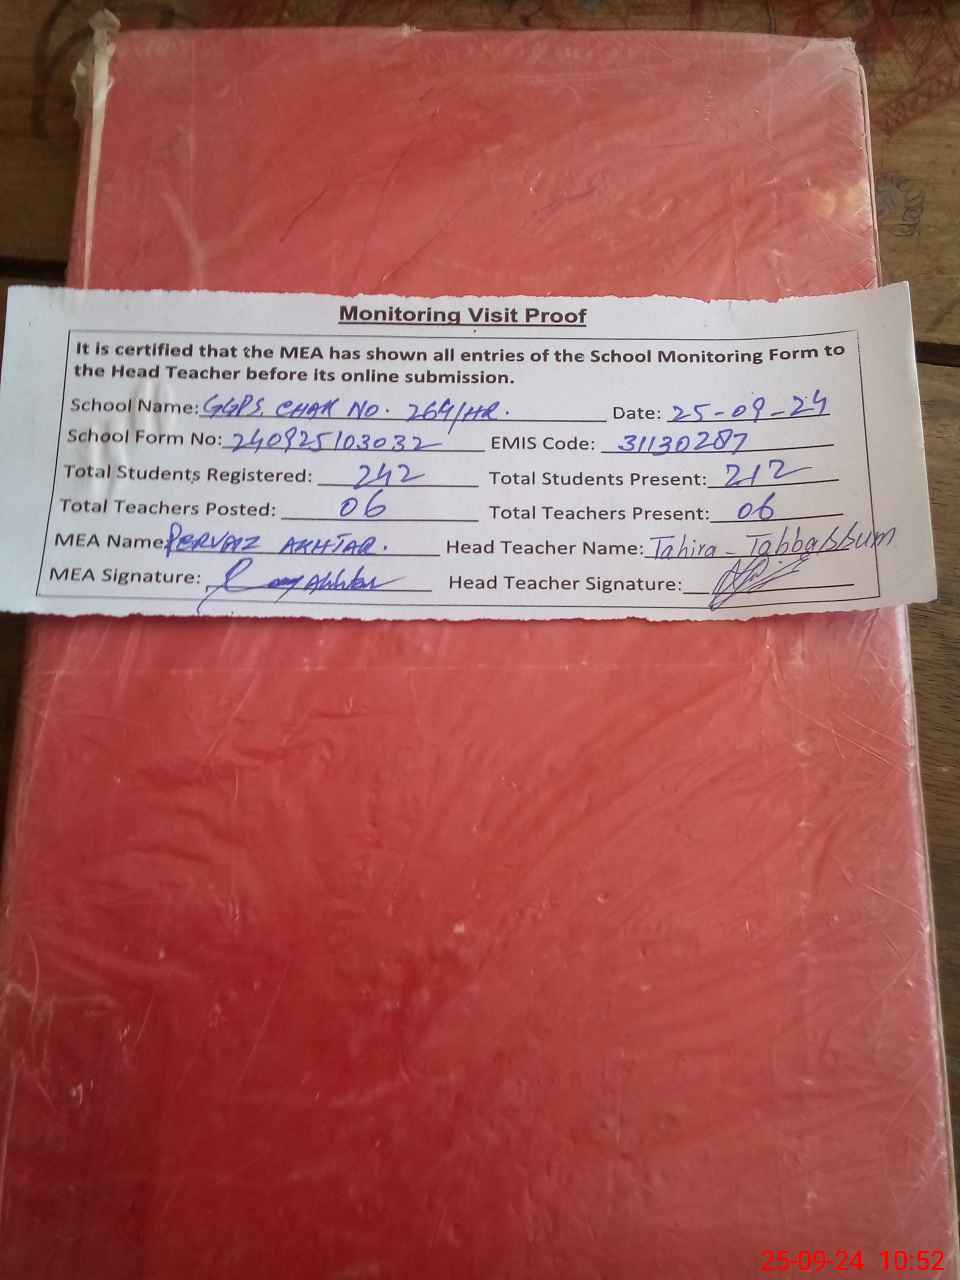 Monitoring Visit Proof
It is certified that the MEA has shown all entries of the School Monitoring Form to
the Head Teacher before its online submission.
School Name: GGPS, CHAK NO. 264/HR. Date: 25-09-24
School Form No: 240925103032 EMIS Code: 31130287
Total Students Registered: 242 Total Students Present: 212
Total Teachers Posted: 06 Total Teachers Present: 06
MEA Name: PERVAIZ AKHTAR. Head Teacher Name: Tahira - Tabbassum
MEA Signature: Head Teacher Signature:
25-09-24 10:52